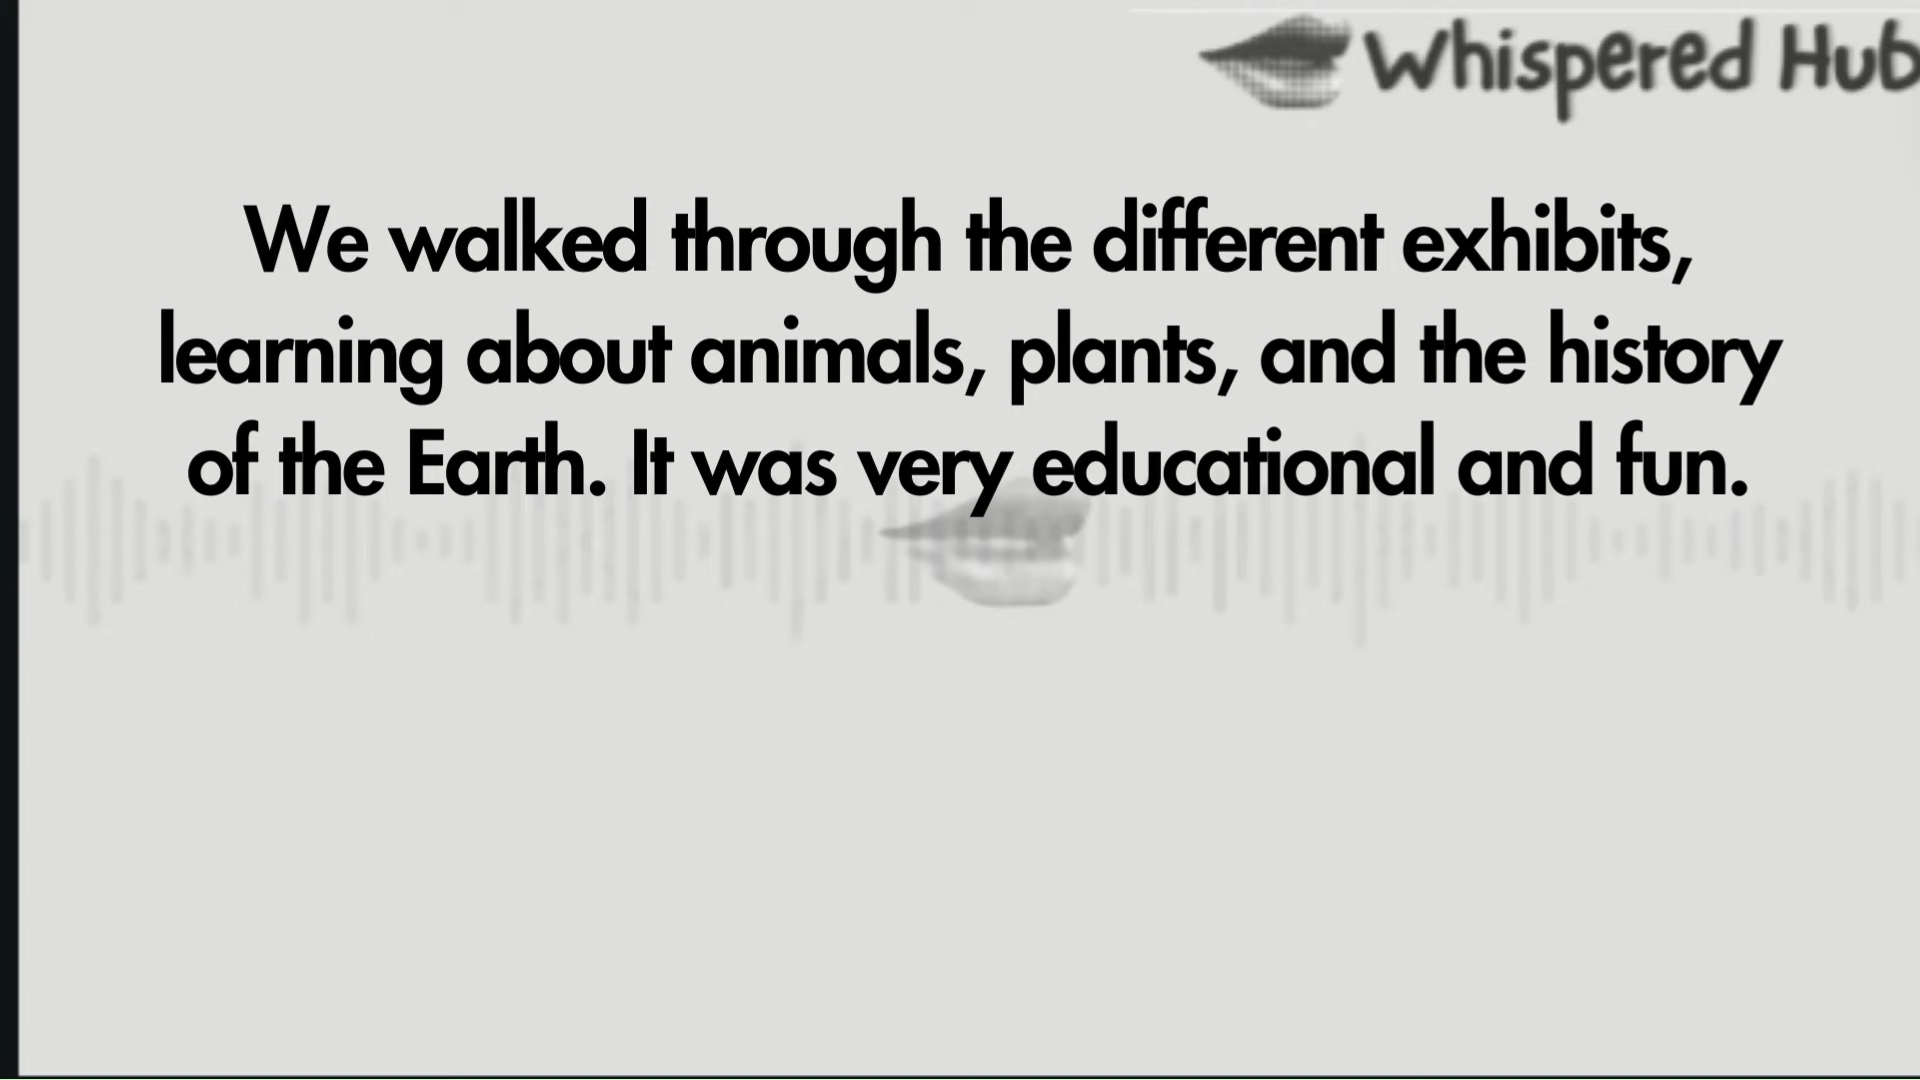 Whispered Hub
We walked through the different exhibits,
learning about animals, plants, and the history
of the Earth. It was very educational and fun.